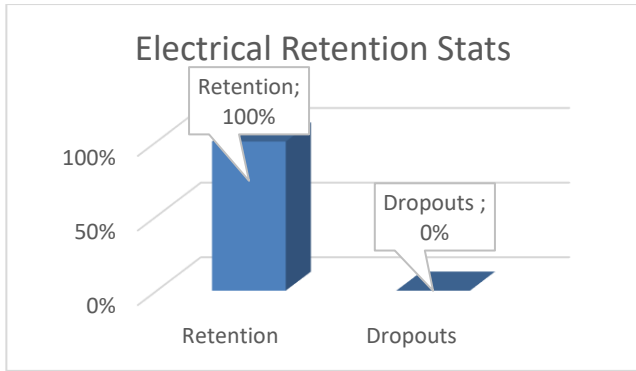 Electrical Retention Stats
Retention;
100%
Dropouts ;
0%
100%
50%
0%
Retention
Dropouts